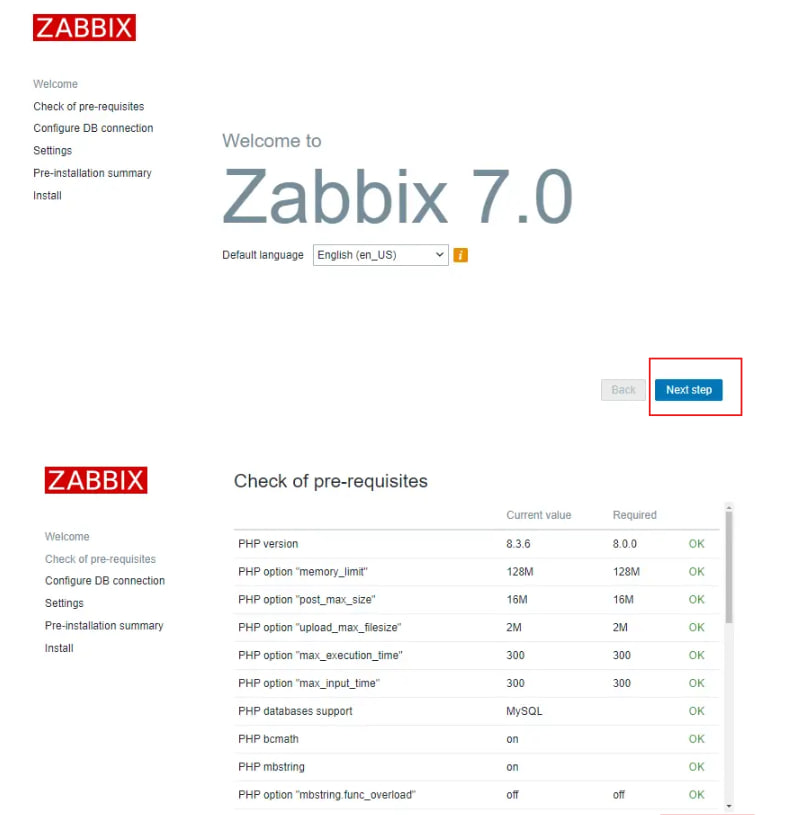 ZABBIX
Welcome
Check of pre-requisites
Configure DB connection
Settings
Pre-installation summary
Install
Welcome to
Zabbix 7.0
Default language English (en_US) i
Back Next step
ZABBIX
Welcome
Check of pre-requisites
Configure DB connection
Settings
Pre-installation summary
Install
Check of pre-requisites
Current value Required
PHP version 8.3.6 8.0.0 OK
PHP option "memory_limit" 128M 128M OK
PHP option "post_max_size" 16M 16M OK
PHP option "upload_max_filesize" 2M 2M OK
PHP option "max_execution_time" 300 300 OK
PHP option "max_input_time" 300 300 OK
PHP databases support MySQL OK
PHP bcmath on OK
PHP mbstring on OK
PHP option "mbstring.func_overload" off off OK